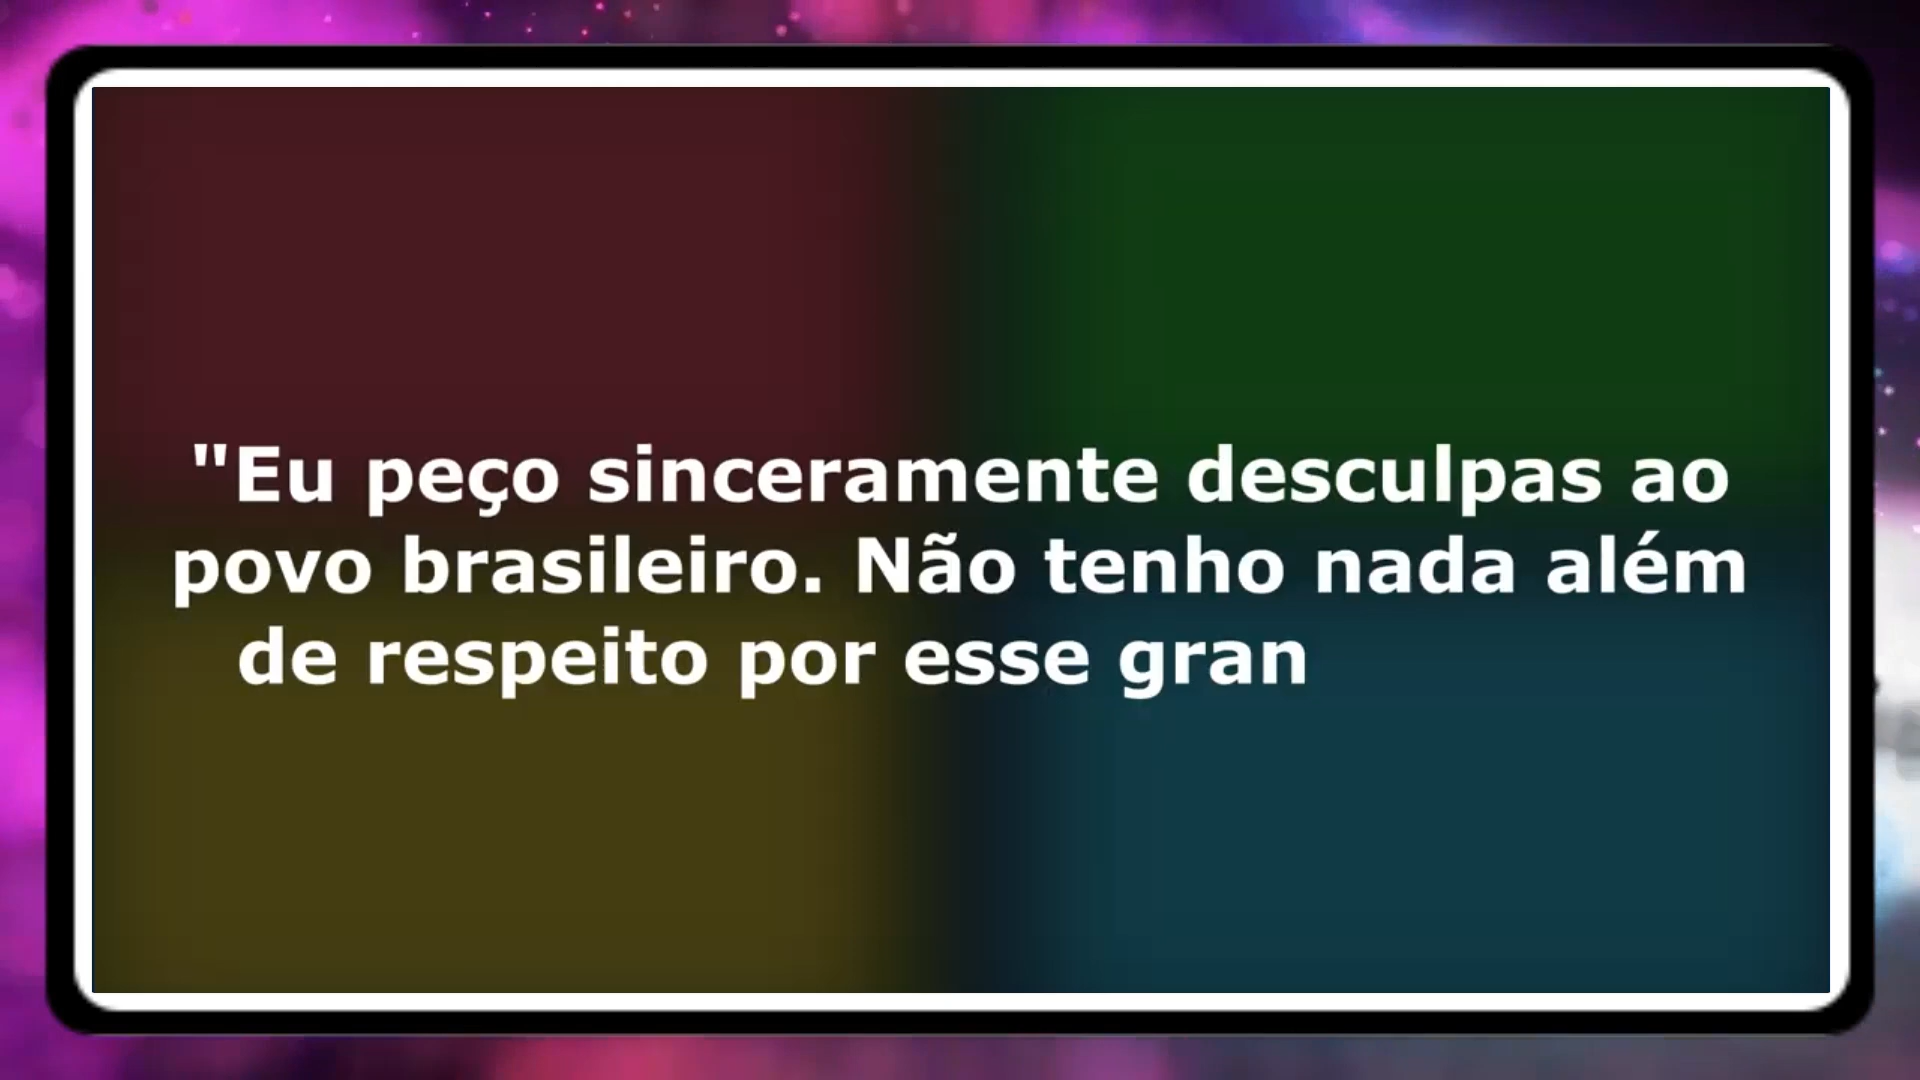 "Eu peço sinceramente desculpas ao
povo brasileiro. Não tenho nada além
de respeito por esse gran